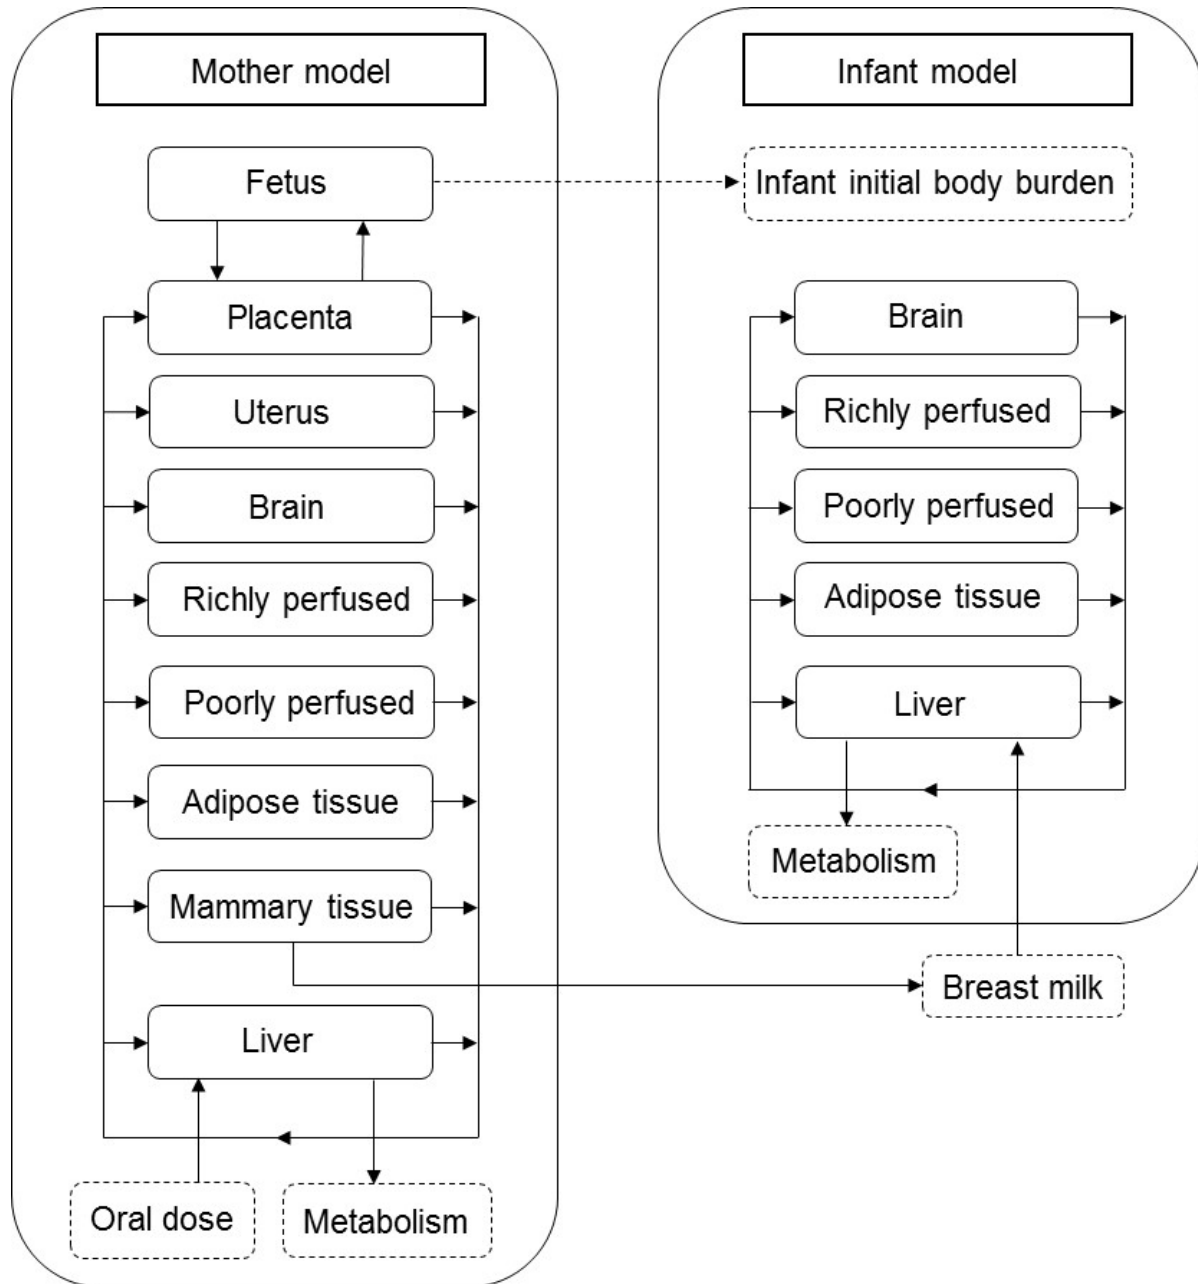 Mother model
Fetus
Placenta
Uterus
Brain
Richly perfused
Poorly perfused
Adipose tissue
Mammary tissue
Liver
Oral dose
Metabolism
Infant model
Infant initial body burden
Brain
Richly perfused
Poorly perfused
Adipose tissue
Liver
Metabolism
Breast milk